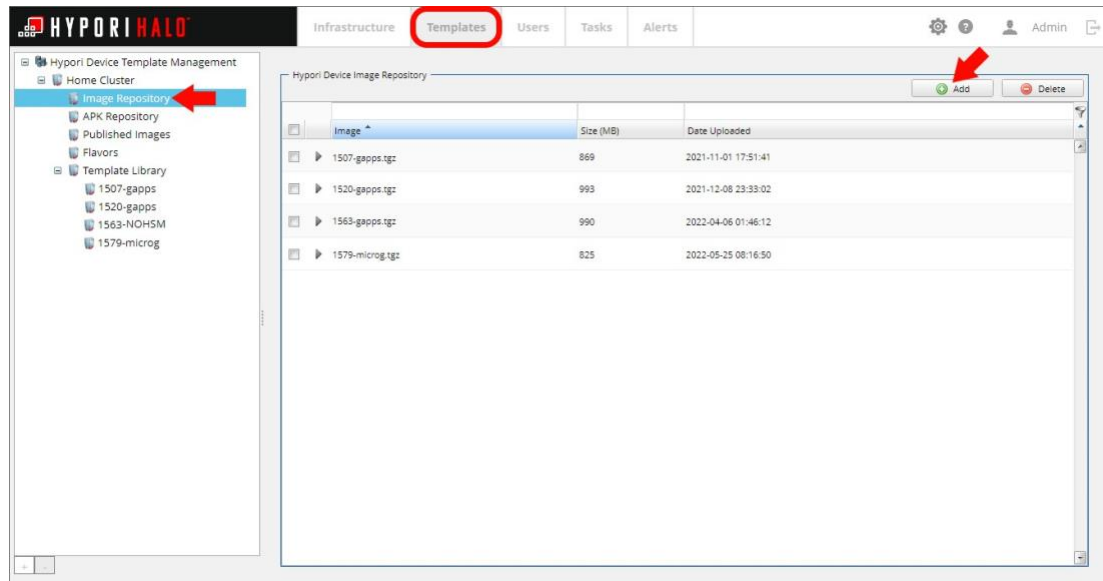 HYPORI HALO
Infrastructure Templates Users Tasks Alerts Admin
Hypori Device Template Management
Home Cluster
Image Repository
APK Repository
Published Images
Flavors
Template Library
1507-gapps
1520-gapps
1563-NOHSM
1579-microg
Hypori Device Image Repository
Add Delete
Image Size (MB) Date Uploaded
1507-gapps.tgz 869 2021-11-01 17:51:41
1520-gapps.tgz 993 2021-12-08 23:33:02
1563-gapps.tgz 990 2022-04-06 01:46:12
1579-microg.tgz 825 2022-05-25 08:16:50